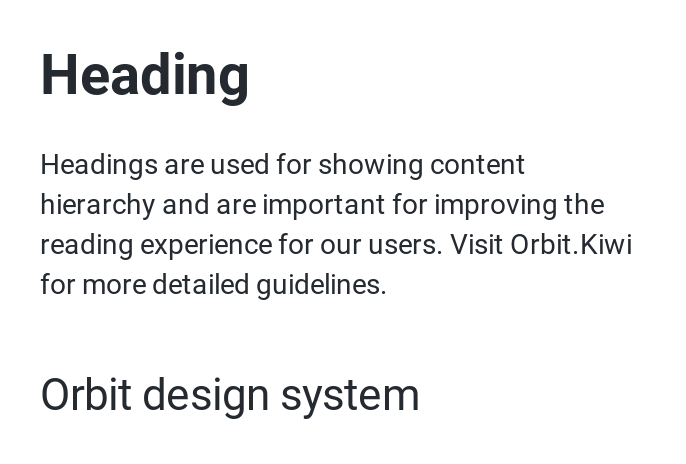 Heading
Headings are used for showing content
hierarchy and are important for improving the
reading experience for our users. Visit Orbit.Kiwi
for more detailed guidelines.
Orbit design system